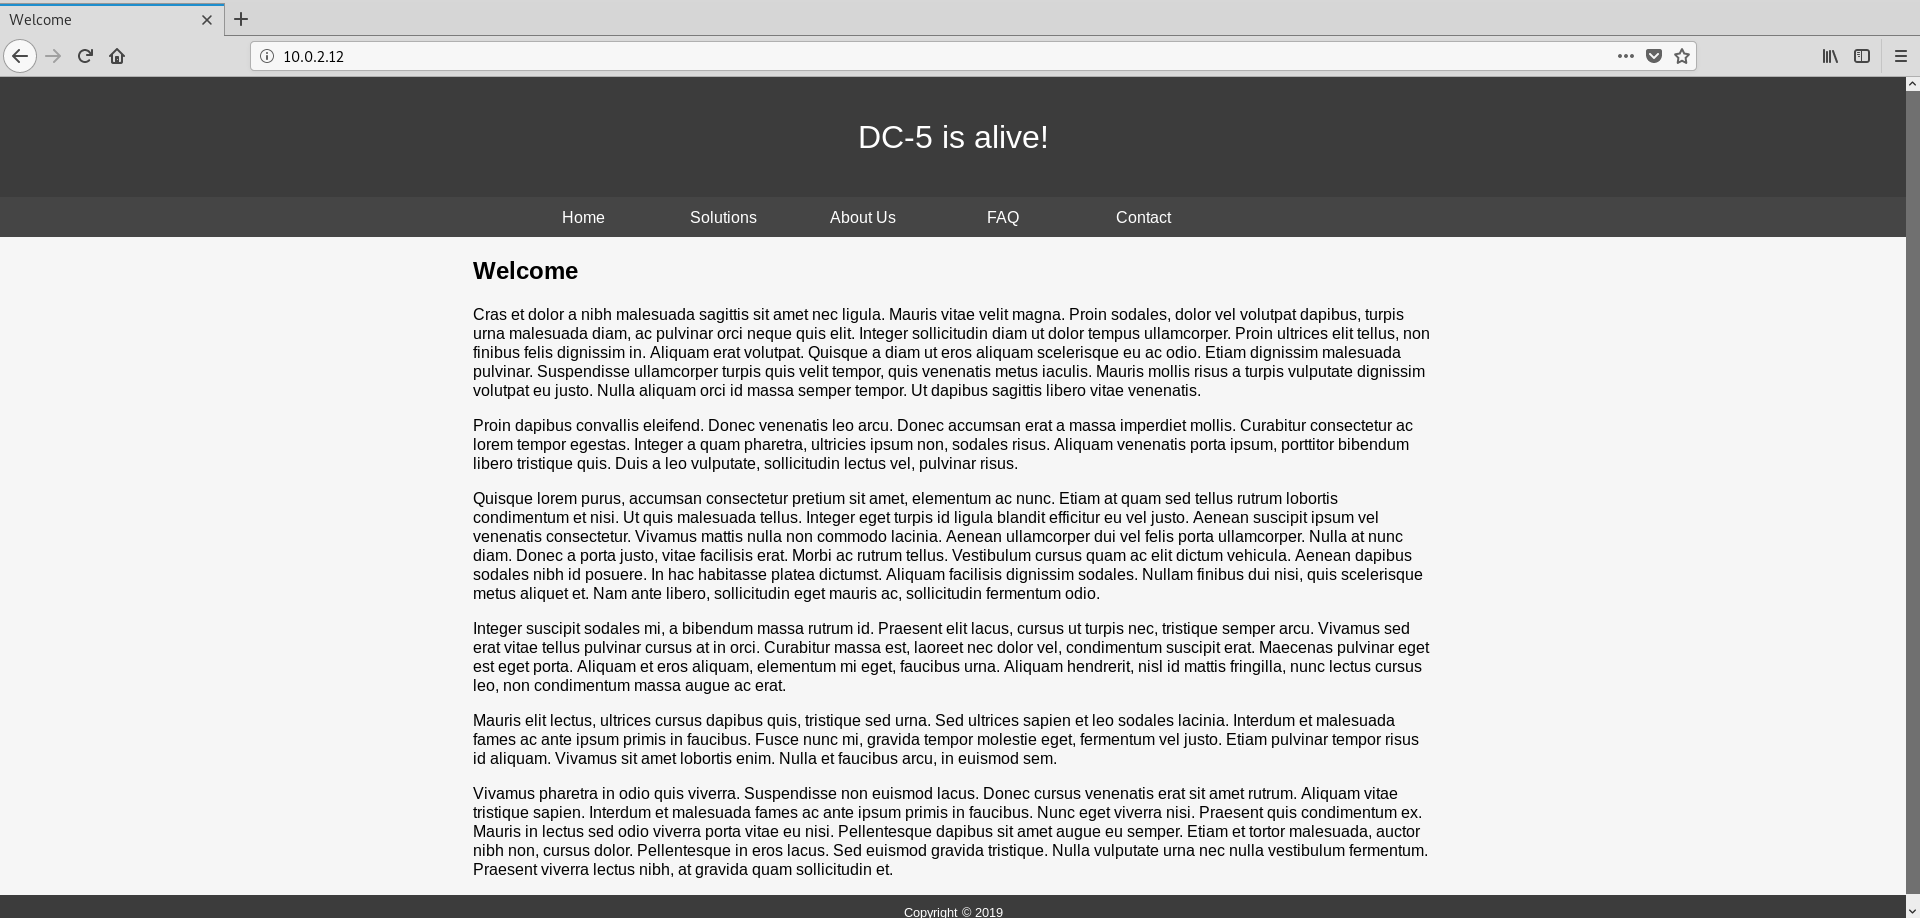 Welcome
10.0.2.12
DC-5 is alive!
Home Solutions About Us FAQ Contact
Welcome
Cras et dolor a nibh malesuada sagittis sit amet nec ligula. Mauris vitae velit magna. Proin sodales, dolor vel volutpat dapibus, turpis
urna malesuada diam, ac pulvinar orci neque quis elit. Integer sollicitudin diam ut dolor tempus ullamcorper. Proin ultrices elit tellus, non
finibus felis dignissim in. Aliquam erat volutpat. Quisque a diam ut eros aliquam scelerisque eu ac odio. Etiam dignissim malesuada
pulvinar. Suspendisse ullamcorper turpis quis velit tempor, quis venenatis metus iaculis. Mauris mollis risus a turpis vulputate dignissim
volutpat eu justo. Nulla aliquam orci id massa semper tempor. Ut dapibus sagittis libero vitae venenatis.
Proin dapibus convallis eleifend. Donec venenatis leo arcu. Donec accumsan erat a massa imperdiet mollis. Curabitur consectetur ac
lorem tempor egestas. Integer a quam pharetra, ultricies ipsum non, sodales risus. Aliquam venenatis porta ipsum, porttitor bibendum
libero tristique quis. Duis a leo vulputate, sollicitudin lectus vel, pulvinar risus.
Quisque lorem purus, accumsan consectetur pretium sit amet, elementum ac nunc. Etiam at quam sed tellus rutrum lobortis
condimentum et nisi. Ut quis malesuada tellus. Integer eget turpis id ligula blandit efficitur eu vel justo. Aenean suscipit ipsum vel
venenatis consectetur. Vivamus mattis nulla non commodo lacinia. Aenean ullamcorper dui vel felis porta ullamcorper. Nulla at nunc
diam. Donec a porta justo, vitae facilisis erat. Morbi ac rutrum tellus. Vestibulum cursus quam ac elit dictum vehicula. Aenean dapibus
sodales nibh id posuere. In hac habitasse platea dictumst. Aliquam facilisis dignissim sodales. Nullam finibus dui nisi, quis scelerisque
metus aliquet et. Nam ante libero, sollicitudin eget mauris ac, sollicitudin fermentum odio.
Integer suscipit sodales mi, a bibendum massa rutrum id. Praesent elit lacus, cursus ut turpis nec, tristique semper arcu. Vivamus sed
erat vitae tellus pulvinar cursus at in orci. Curabitur massa est, laoreet nec dolor vel, condimentum suscipit erat. Maecenas pulvinar eget
est eget porta. Aliquam et eros aliquam, elementum mi eget, faucibus urna. Aliquam hendrerit, nisl id mattis fringilla, nunc lectus cursus
leo, non condimentum massa augue ac erat.
Mauris elit lectus, ultrices cursus dapibus quis, tristique sed urna. Sed ultrices sapien et leo sodales lacinia. Interdum et malesuada
fames ac ante ipsum primis in faucibus. Fusce nunc mi, gravida tempor molestie eget, fermentum vel justo. Etiam pulvinar tempor risus
id aliquam. Vivamus sit amet lobortis enim. Nulla et faucibus arcu, in euismod sem.
Vivamus pharetra in odio quis viverra. Suspendisse non euismod lacus. Donec cursus venenatis erat sit amet rutrum. Aliquam vitae
tristique sapien. Interdum et malesuada fames ac ante ipsum primis in faucibus. Nunc eget viverra nisi. Praesent quis condimentum ex.
Mauris in lectus sed odio viverra porta vitae eu nisi. Pellentesque dapibus sit amet augue eu semper. Etiam et tortor malesuada, auctor
nibh non, cursus dolor. Pellentesque in eros lacus. Sed euismod gravida tristique. Nulla vulputate urna nec nulla vestibulum fermentum.
Praesent viverra lectus nibh, at gravida quam sollicitudin et.
Copyright © 2019